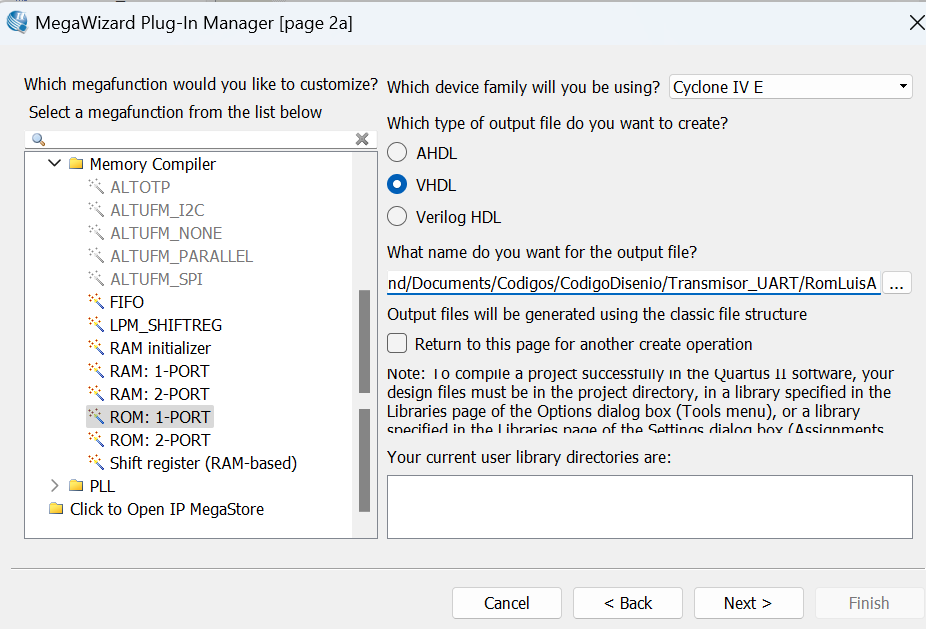 MegaWizard Plug-In Manager [page 2a]
Which megafunction would you like to customize?
Select a megafunction from the list below
Memory Compiler
ALTOTP
ALTUFM_I2C
ALTUFM_NONE
ALTUFM_PARALLEL
ALTUFM_SPI
FIFO
LPM_SHIFTREG
RAM initializer
RAM: 1-PORT
RAM: 2-PORT
ROM: 1-PORT
ROM: 2-PORT
Shift register (RAM-based)
PLL
Click to Open IP MegaStore
Which device family will you be using?
Cyclone IV E
Which type of output file do you want to create?
AHDL
VHDL
Verilog HDL
What name do you want for the output file?
nd/Documents/Codigos/CodigoDisenio/Transmisor_UART/RomLuisA
...
Output files will be generated using the classic file structure
Return to this page for another create operation
Note: To compile a project successfully in the Quartus II software, your
design files must be in the project directory, in a library specified in the
Libraries page of the Options dialog box (Tools menu), or a library
specified in the Libraries page of the Settings dialog box (Assignments
Your current user library directories are:
Cancel
< Back
Next >
Finish